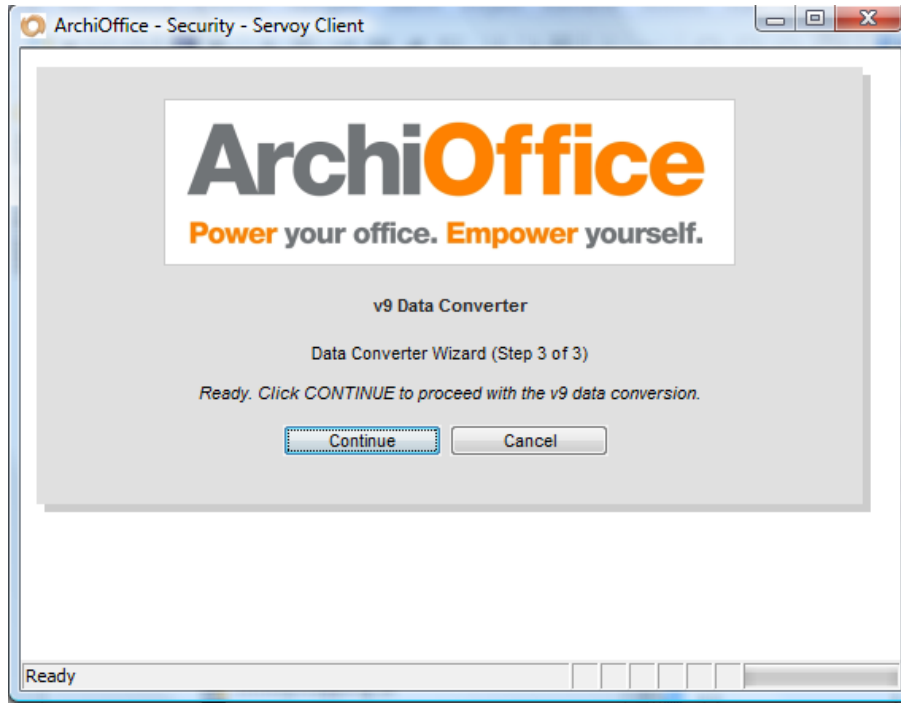 ArchiOffice - Security - Servoy Client
ArchiOffice
Power your office. Empower yourself.
v9 Data Converter
Data Converter Wizard (Step 3 of 3)
Ready. Click CONTINUE to proceed with the v9 data conversion.
Continue Cancel
Ready